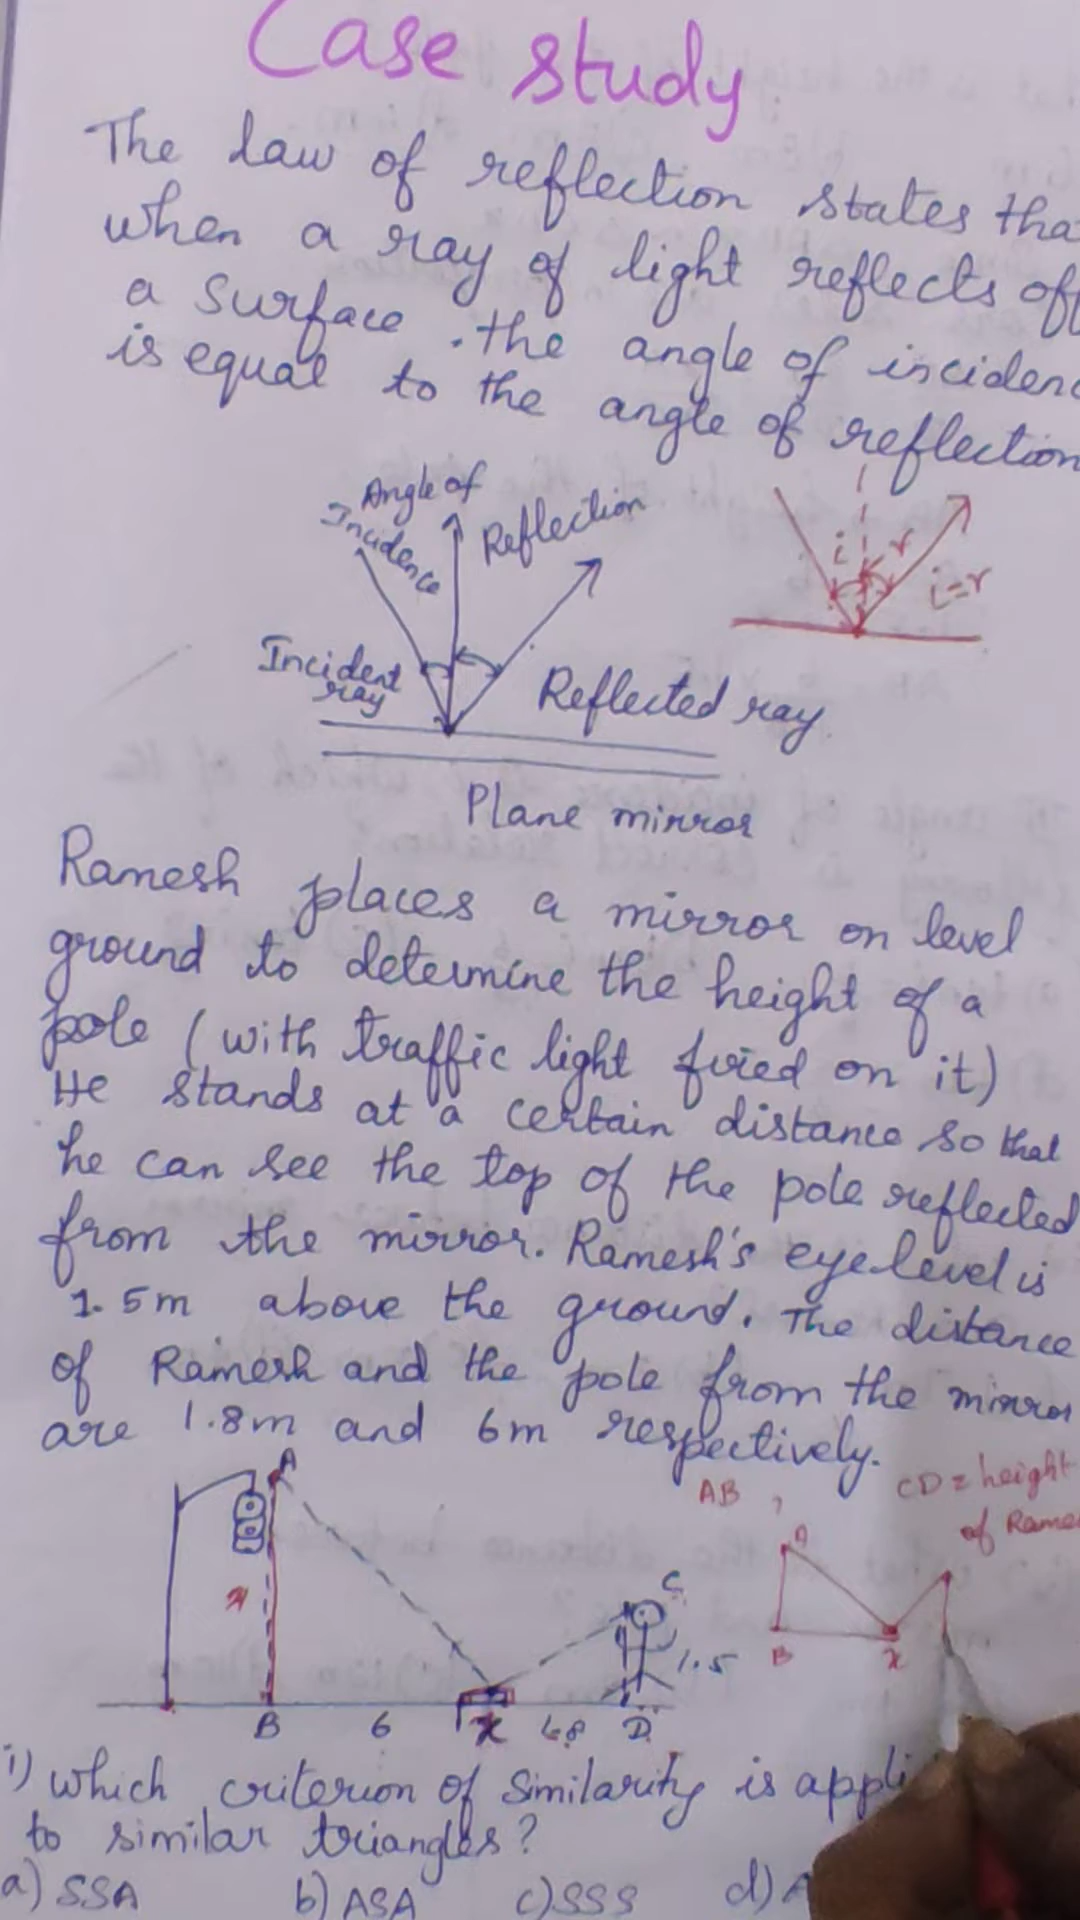 Case study
The law of reflection states tha
when a ray of light reflects off
a surface. the angle of inciden
is equal to the angle of reflection
Angle of
Incidence
Reflection
i r
i=r
Incident
ray
Reflected ray
Plane mirror
Ramesh places a mirror on level
ground to determine the height of a
pole (with traffic light fixed on it)
He stands at a certain distance so that
he can see the top of the pole reflected
from the mirror. Ramesh's eye level is
1.5m above the ground. The distance
of Ramesh and the pole from the mirror
are 1.8m and 6m respectively.
A
AB
CD = height
of Rame
A
C
1.5
B
x
B 6 x D
i) which criterion of similarity is appli
to similar triangles?
a) SSA b) ASA c) SSS d) A